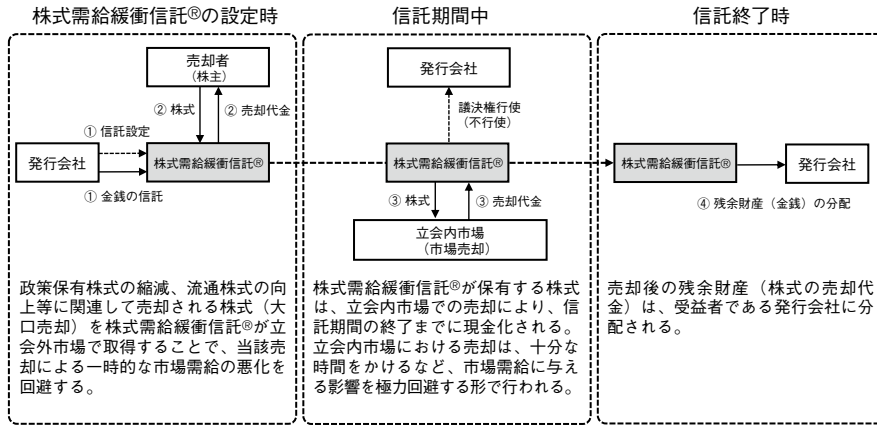 株式需給緩衝信託®の設定時
売却者
（株主）
② 株式
② 売却代金
① 信託設定
発行会社
株式需給緩衝信託®
① 金銭の信託
政策保有株式の縮減、流通株式の向
上等に関連して売却される株式（大
口売却）を株式需給緩衝信託®が立
会外市場で取得することで、当該売
却による一時的な市場需給の悪化を
回避する。
信託期間中
発行会社
議決権行使
（不行使）
株式需給緩衝信託®
③ 株式
③ 売却代金
立会内市場
（市場売却）
株式需給緩衝信託®が保有する株式
は、立会内市場での売却により、信
託期間の終了までに現金化される。
立会内市場における売却は、十分な
時間をかけるなど、市場需給に与え
る影響を極力回避する形で行われる。
信託終了時
株式需給緩衝信託®
発行会社
④ 残余財産（金銭）の分配
売却後の残余財産（株式の売却代
金）は、受益者である発行会社に分
配される。